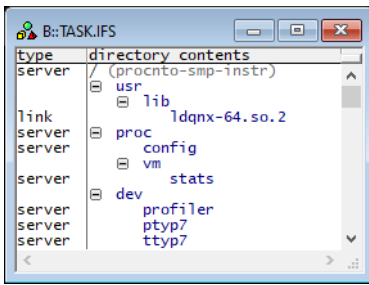 B::TASK.IFS
type directory contents
server / (procnto-smp-instr)
usr
lib
link ldqnx-64.so.2
server proc
server config
vm
server stats
dev
server profiler
server ptyp7
server ttyp7